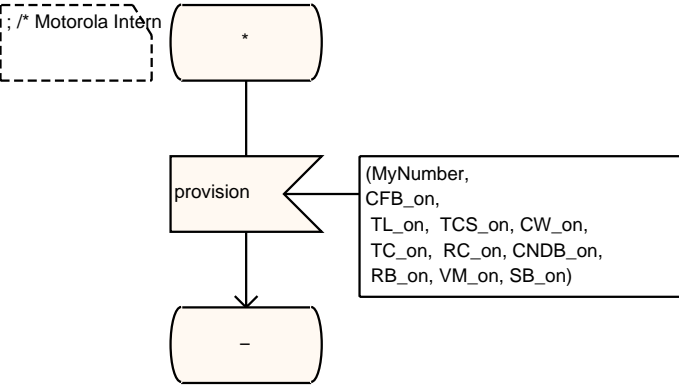 ; /* Motorola Intern
*
provision
(MyNumber,
CFB_on,
TL_on, TCS_on, CW_on,
TC_on, RC_on, CNDB_on,
RB_on, VM_on, SB_on)
–